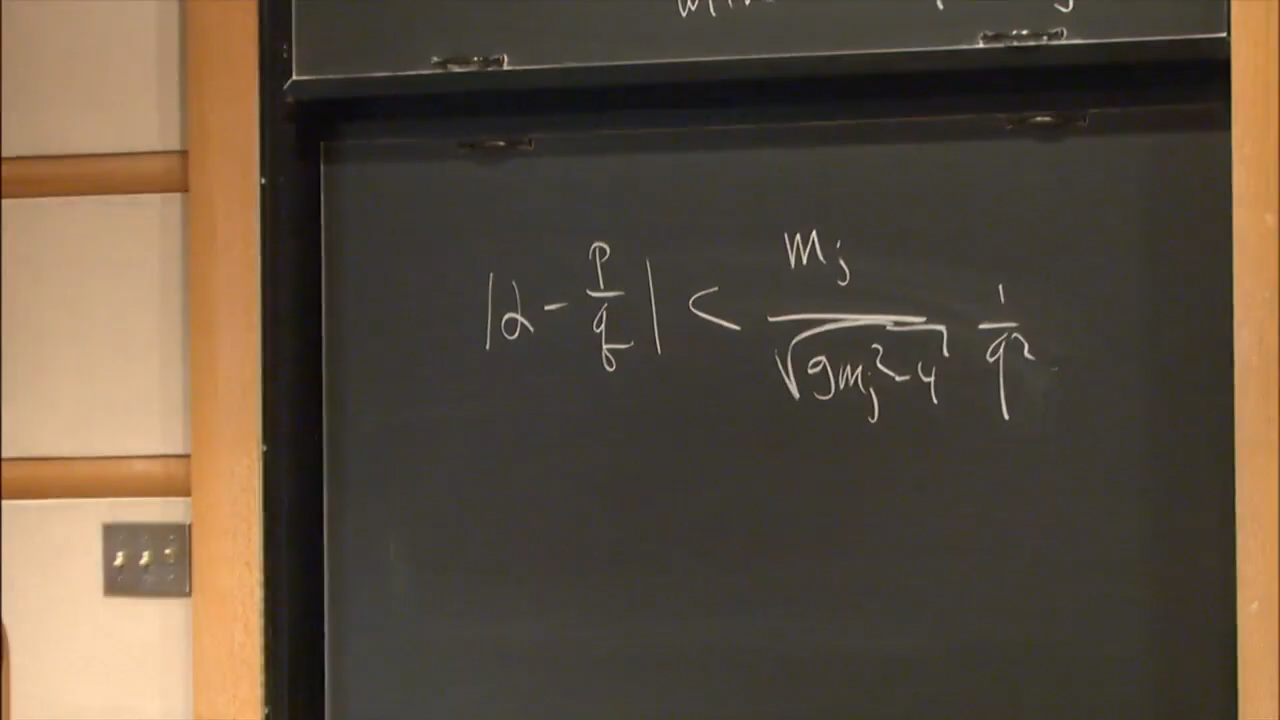 |α - p/q| < m_j/√(9m_j² - 4) 1/q²